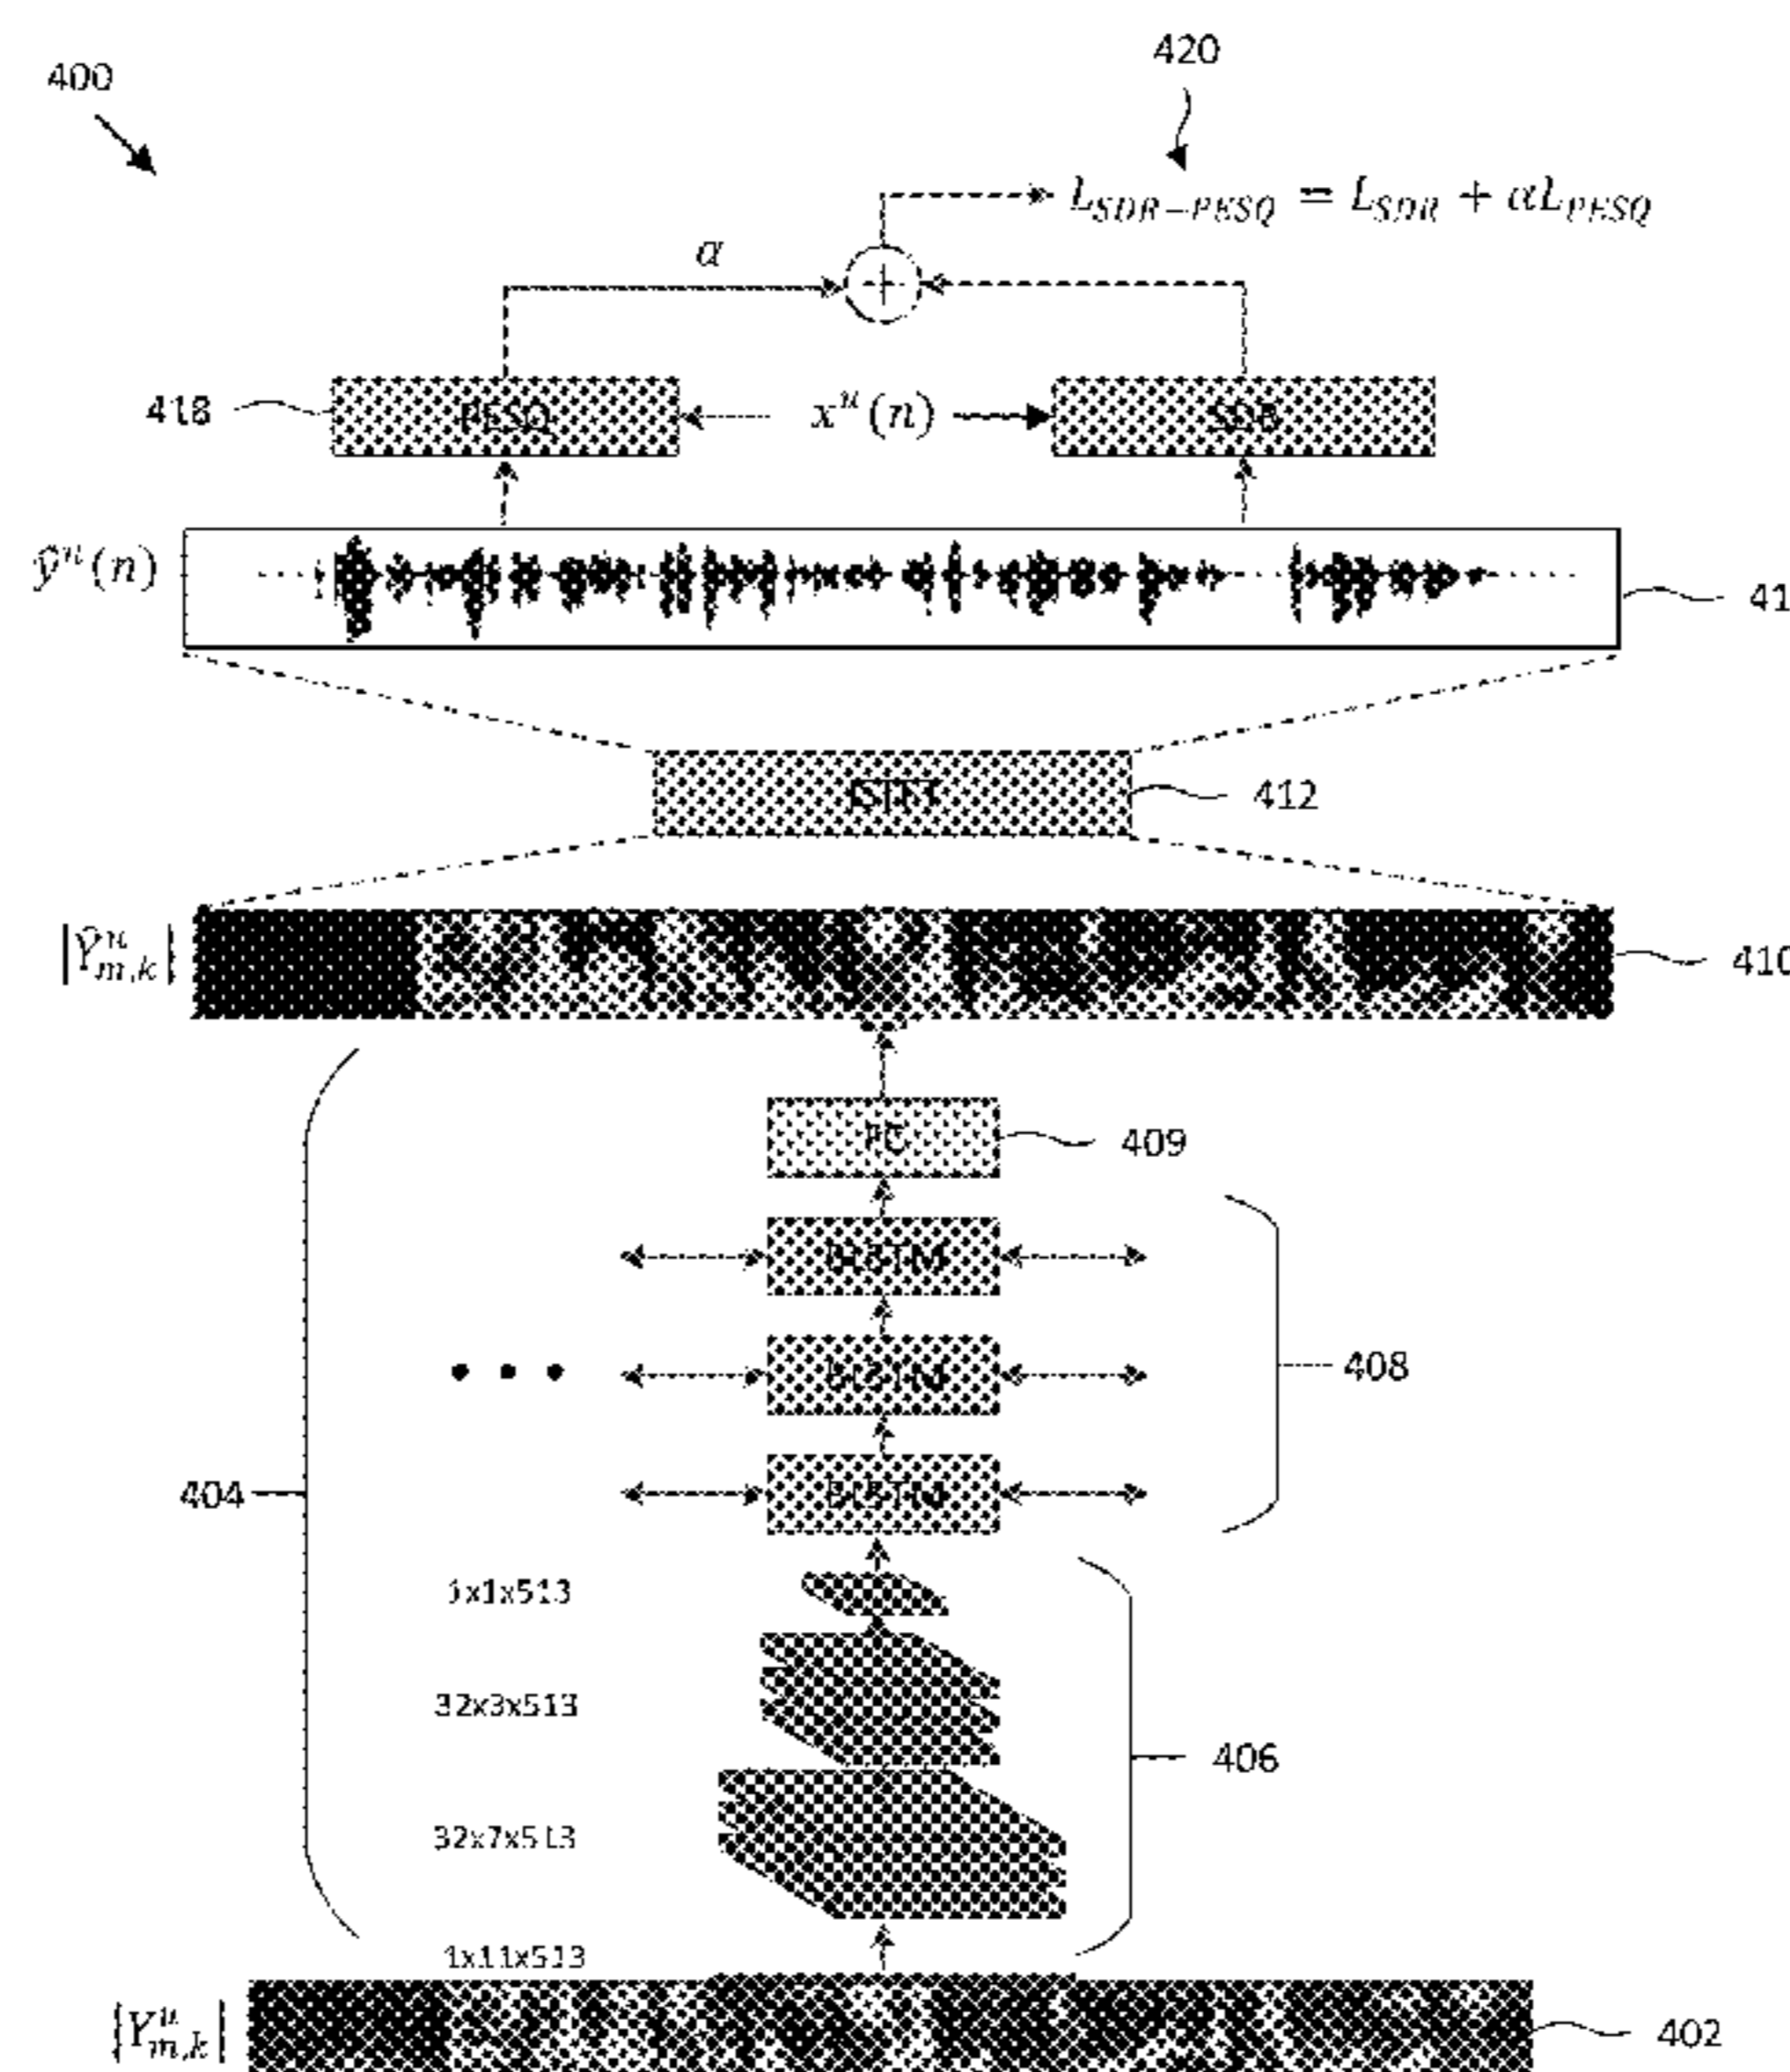 400
420
L_{SDR-PESQ} = L_{SDR} + αL_{PESQ}
α
418
PESQ
x^u(n)
SDR
ŷ^u(n)
41
ISTFT
412
|Ŷ^u_{m,k}|
410
FC
409
BLSTM
BLSTM
• • •
408
BLSTM
404
1x1x513
32x3x513
406
32x7x513
1x11x513
|Y^u_{m,k}|
402